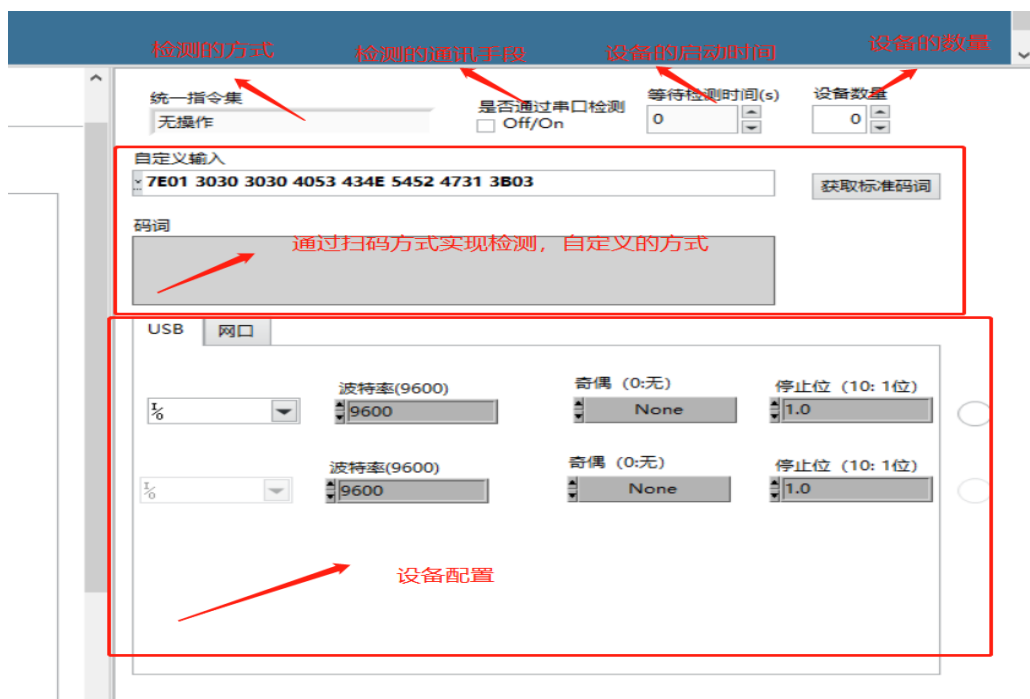 检测的方式 检测的通讯手段 设备的启动时间 设备的数量
统一指令集 是否通过串口检测 等待检测时间(s) 设备数量
无操作 Off/On 0 0
自定义输入
7E01 3030 3030 4053 434E 5452 4731 3B03 获取标准码词
码词
通过扫码方式实现检测，自定义的方式
USB 网口
波特率(9600) 奇偶（0:无） 停止位（10: 1位）
I/O 9600 None 1.0
波特率(9600) 奇偶（0:无） 停止位（10: 1位）
I/O 9600 None 1.0
设备配置